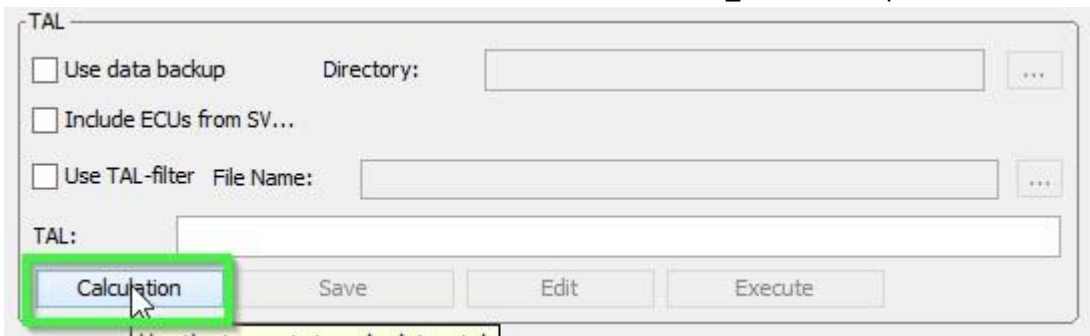 TAL
Use data backup Directory: ...
Include ECUs from SV...
Use TAL-filter File Name: ...
TAL:
Calculation Save Edit Execute